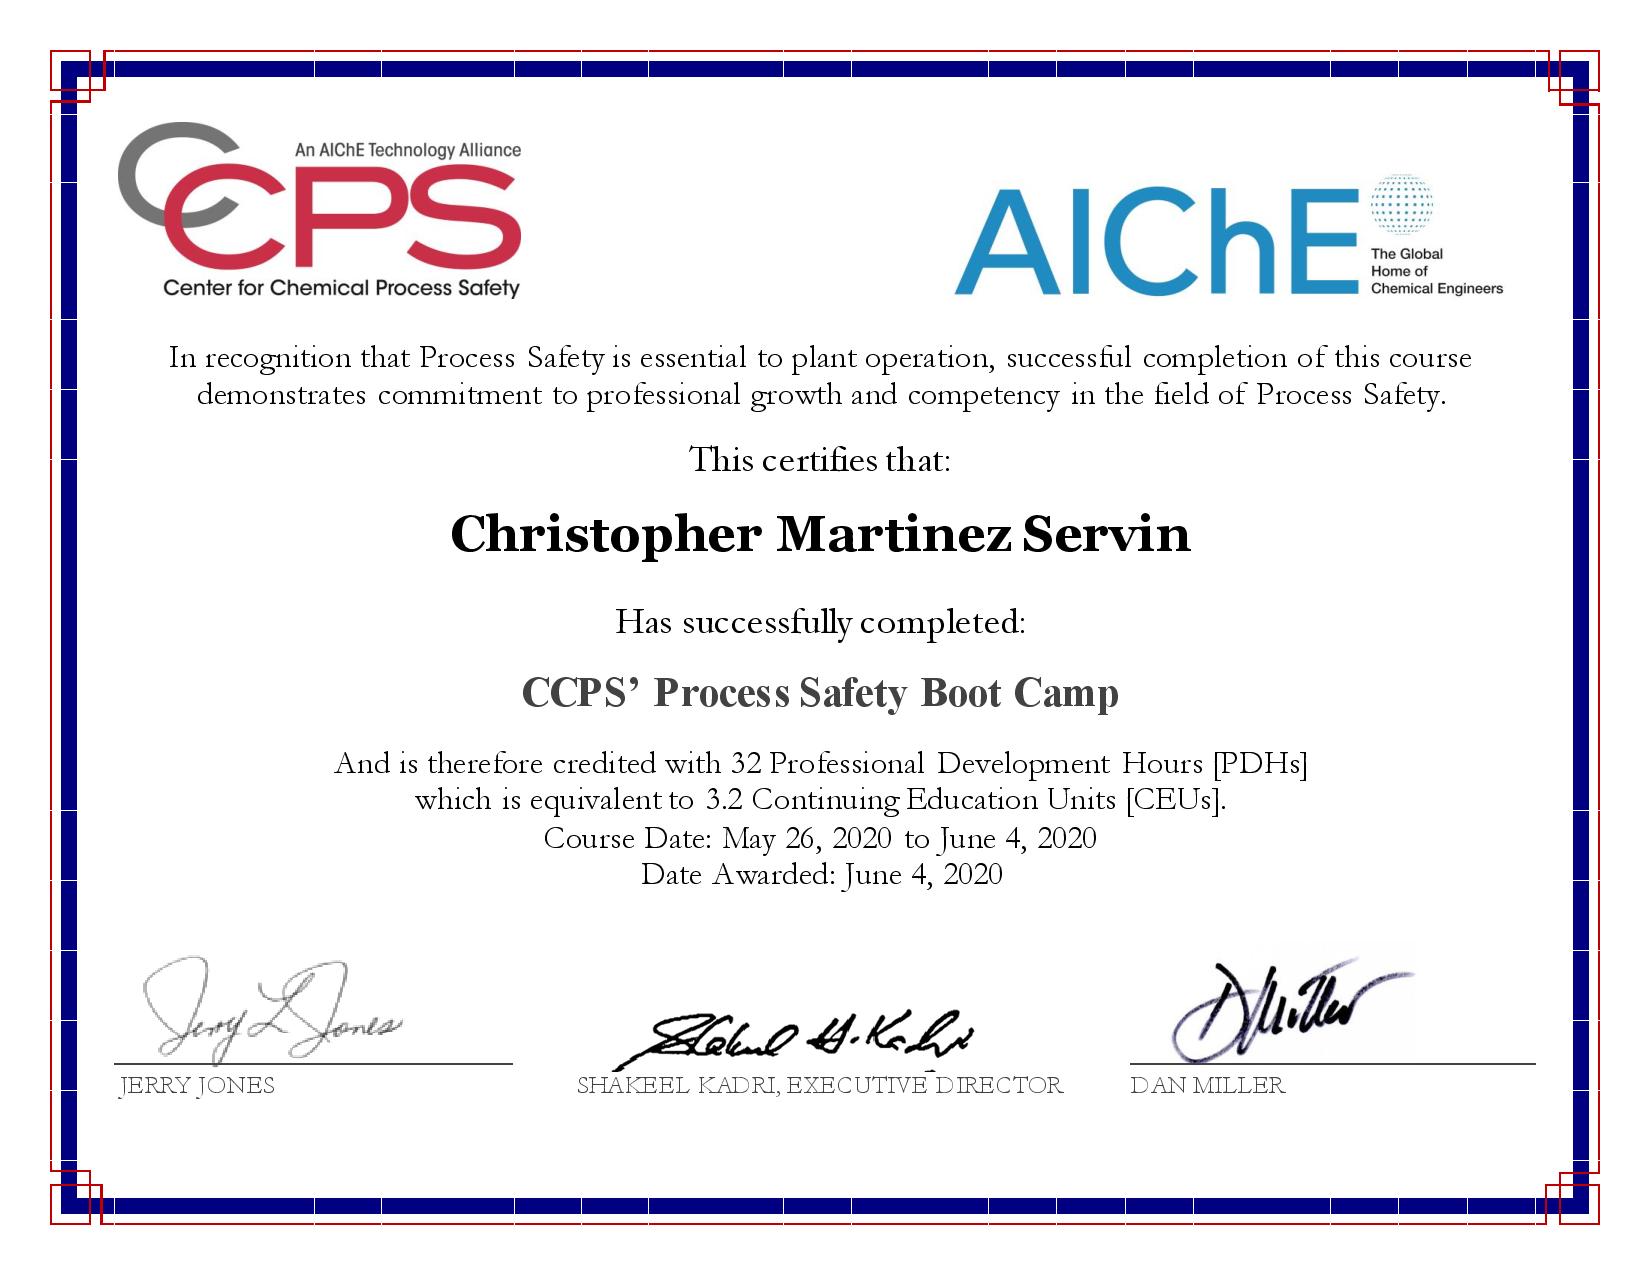 An AIChE Technology Alliance
CCPS
Center for Chemical Process Safety
AIChE
The Global
Home of
Chemical Engineers
In recognition that Process Safety is essential to plant operation, successful completion of this course
demonstrates commitment to professional growth and competency in the field of Process Safety.
This certifies that:
Christopher Martinez Servin
Has successfully completed:
CCPS’ Process Safety Boot Camp
And is therefore credited with 32 Professional Development Hours [PDHs]
which is equivalent to 3.2 Continuing Education Units [CEUs].
Course Date: May 26, 2020 to June 4, 2020
Date Awarded: June 4, 2020
Jerry L Jones
Shakeel H. Kadri
D Miller
JERRY JONES
SHAKEEL KADRI, EXECUTIVE DIRECTOR
DAN MILLER